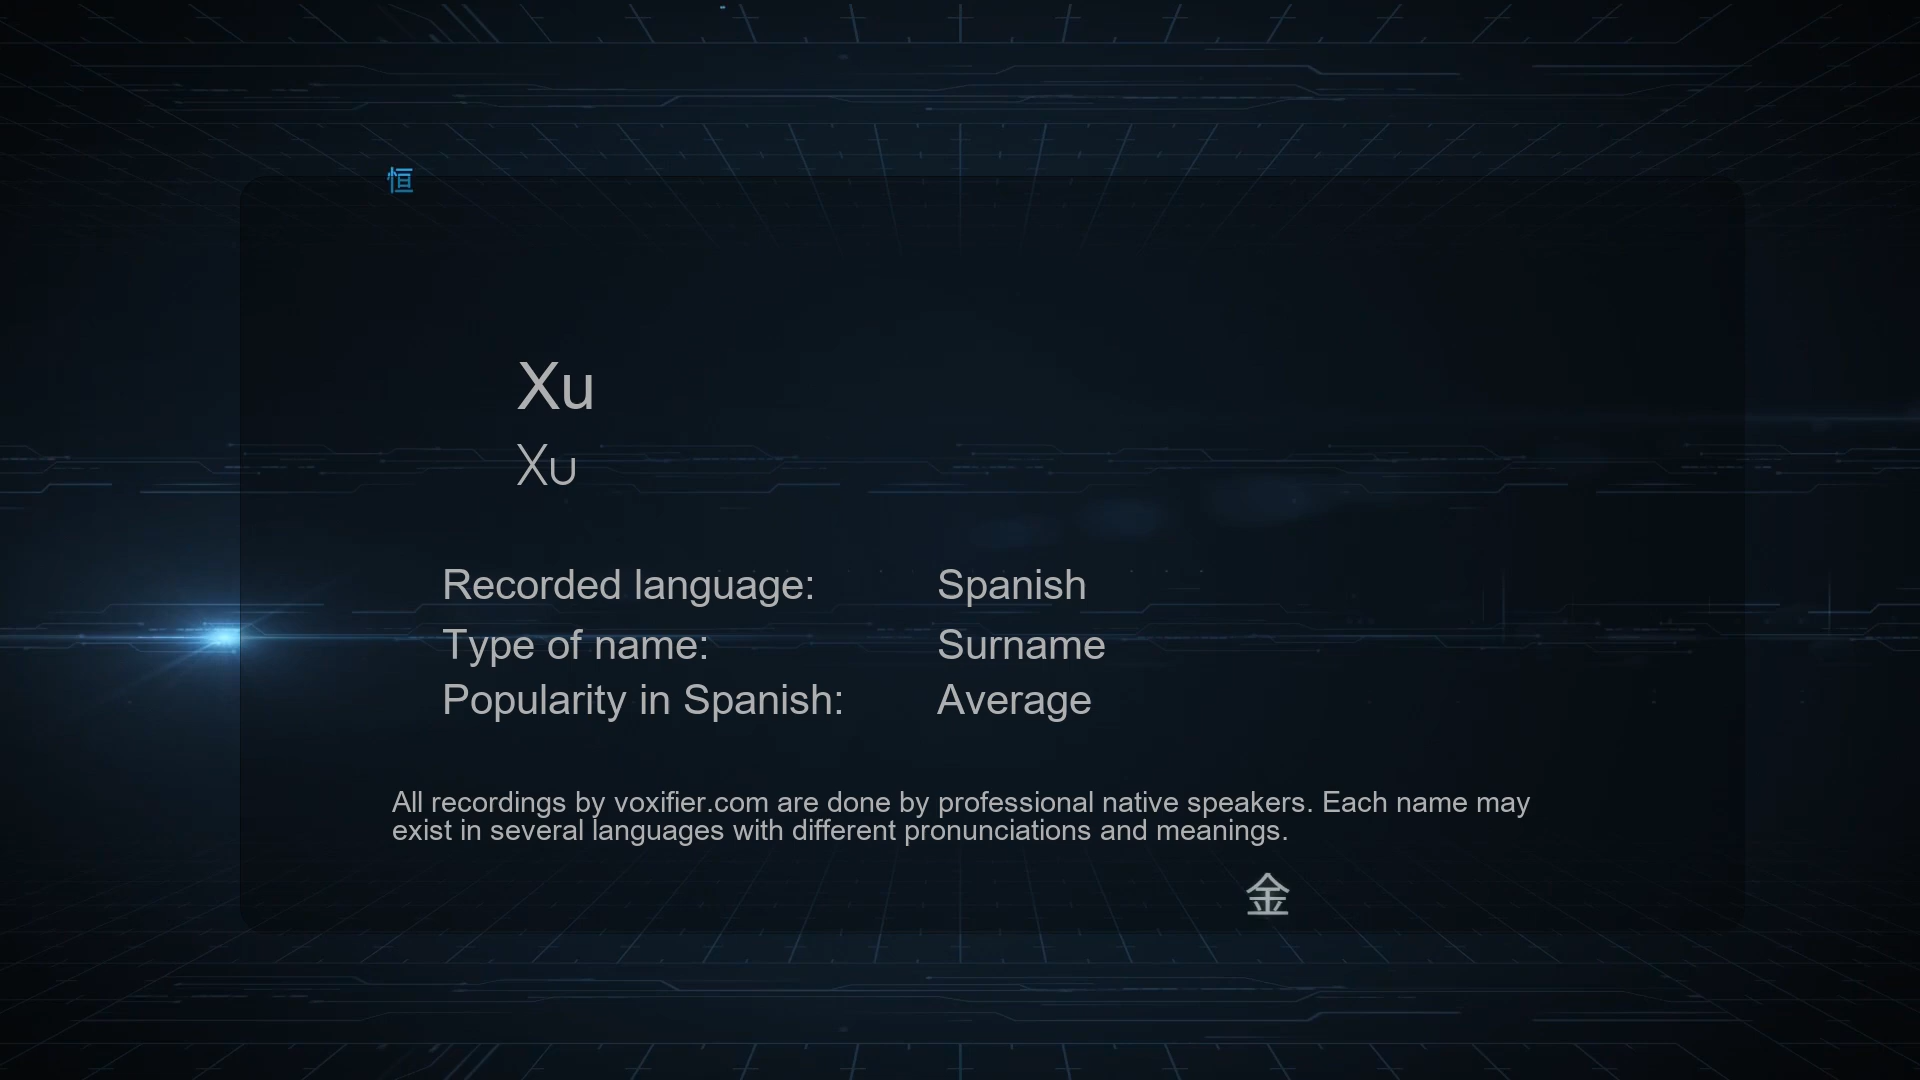 恒
Xu
Xu
Recorded language: Spanish
Type of name: Surname
Popularity in Spanish: Average
All recordings by voxifier.com are done by professional native speakers. Each name may
exist in several languages with different pronunciations and meanings.
金